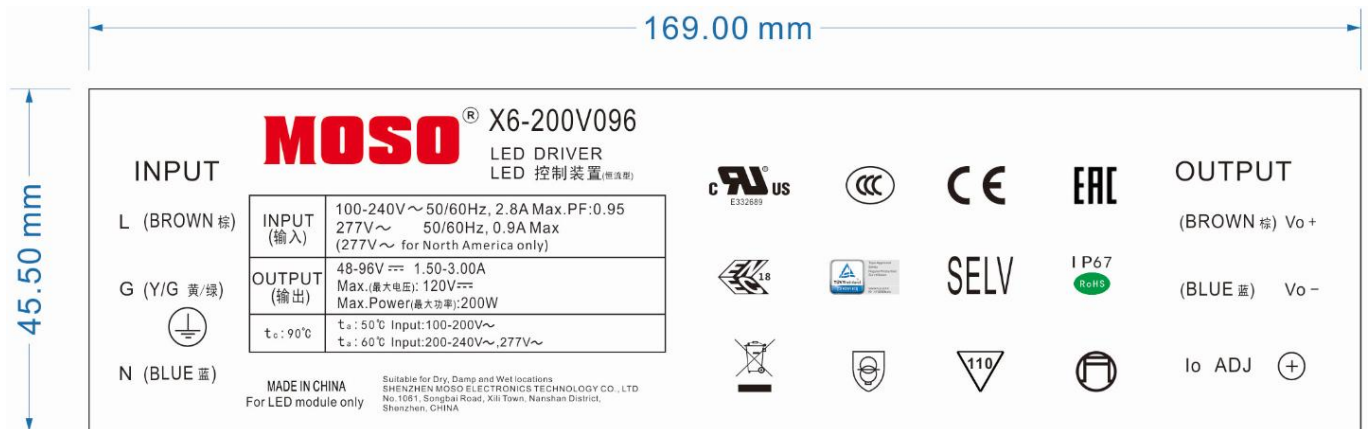 169.00 mm
45.50 mm
INPUT
L (BROWN 棕)
G (Y/G 黄/绿)
N (BLUE 蓝)
MOSO®
X6-200V096
LED DRIVER
LED 控制装置(恒流型)
INPUT
(输入)
100-240V～50/60Hz, 2.8A Max.PF:0.95
277V～ 50/60Hz, 0.9A Max
(277V～ for North America only)
OUTPUT
(输出)
48-96V⎓ 1.50-3.00A
Max.(最大电压): 120V⎓
Max.Power(最大功率):200W
tc:90℃
ta:50℃ Input:100-200V～
ta:60℃ Input:200-240V～,277V～
MADE IN CHINA
For LED module only
Suitable for Dry, Damp and Wet locations
SHENZHEN MOSO ELECTRONICS TECHNOLOGY CO., LTD
No.1061, Songbai Road, Xili Town, Nanshan District,
Shenzhen, CHINA
C RU US
E332689
CCC
CE
EAC
ENEC 18
SELV
IP67
RoHS
110
OUTPUT
(BROWN 棕) Vo +
(BLUE 蓝) Vo -
Io ADJ